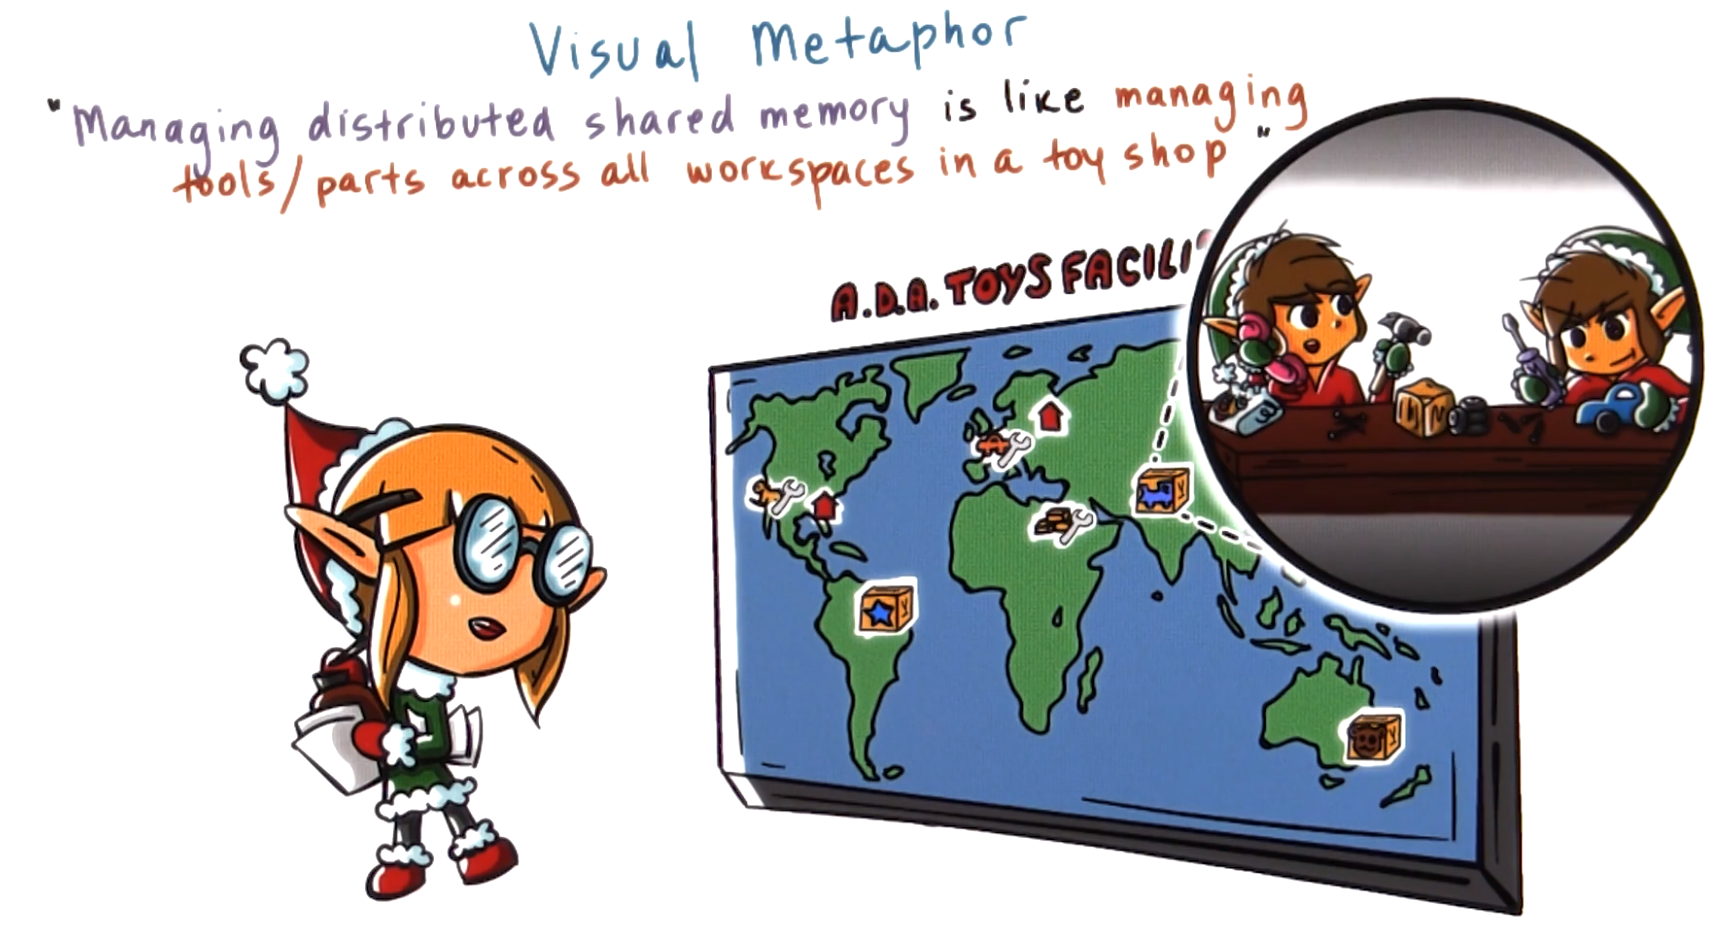 Visual Metaphor
"Managing distributed shared memory is like managing
tools/parts across all workspaces in a toy shop"
A.D.A. TOYS FACILI